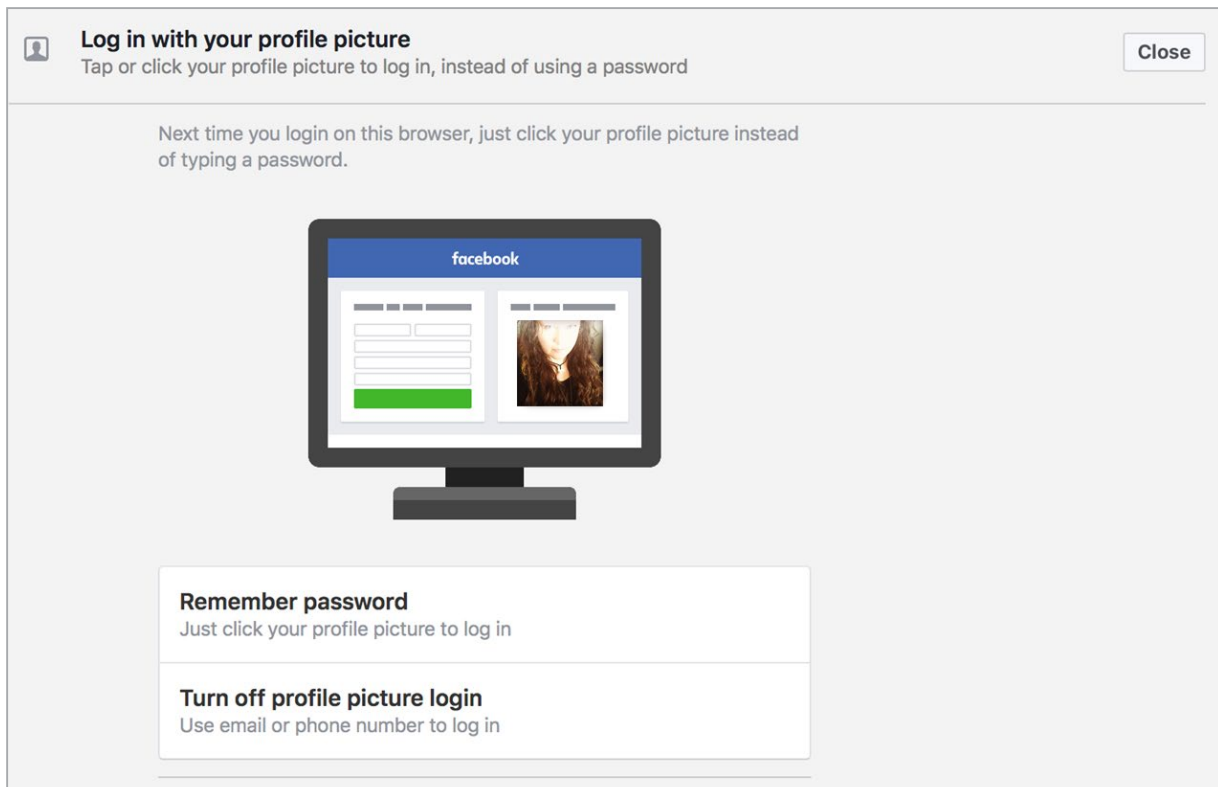 Log in with your profile picture
Tap or click your profile picture to log in, instead of using a password
Close
Next time you login on this browser, just click your profile picture instead
of typing a password.
facebook
Remember password
Just click your profile picture to log in
Turn off profile picture login
Use email or phone number to log in